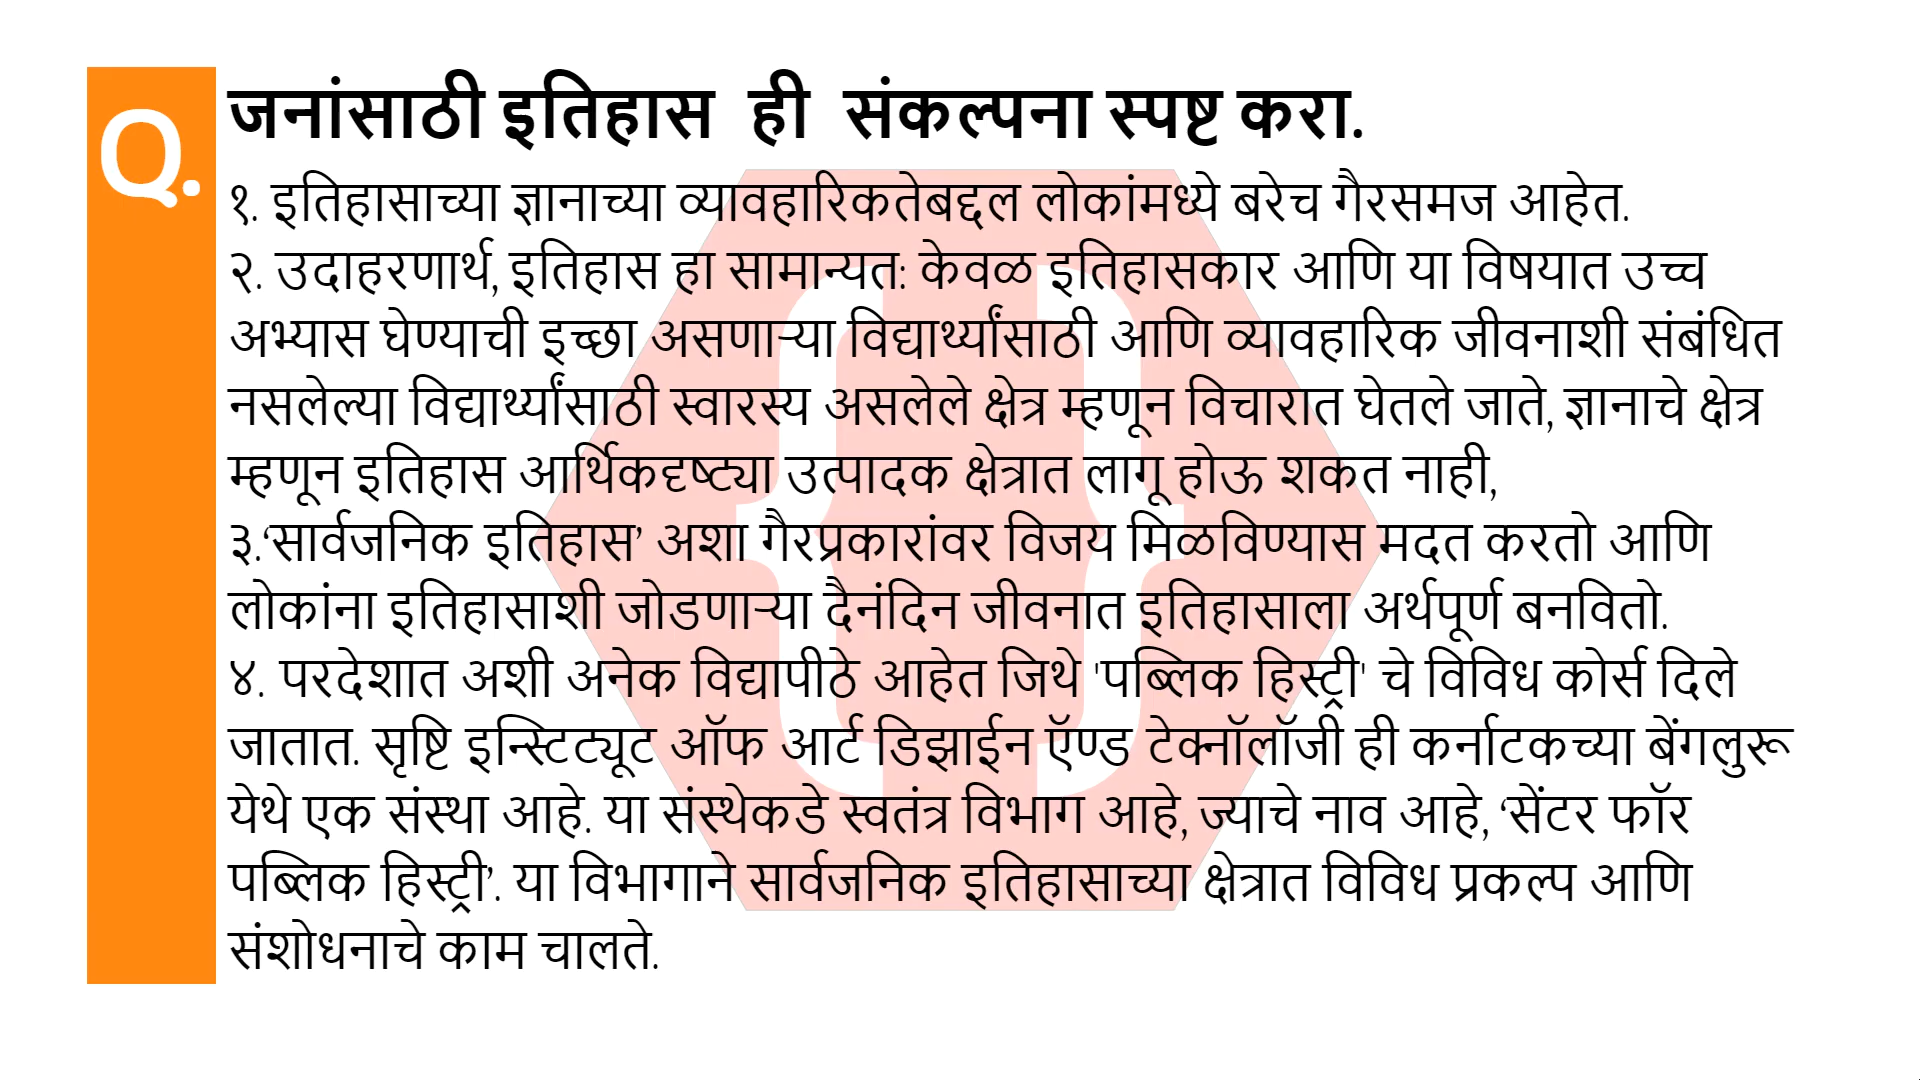 Q.
जनांसाठी इतिहास ही संकल्पना स्पष्ट करा.
१. इतिहासाच्या ज्ञानाच्या व्यावहारिकतेबद्दल लोकांमध्ये बरेच गैरसमज आहेत.
२. उदाहरणार्थ, इतिहास हा सामान्यत: केवळ इतिहासकार आणि या विषयात उच्च
अभ्यास घेण्याची इच्छा असणाऱ्या विद्यार्थ्यांसाठी आणि व्यावहारिक जीवनाशी संबंधित
नसलेल्या विद्यार्थ्यांसाठी स्वारस्य असलेले क्षेत्र म्हणून विचारात घेतले जाते, ज्ञानाचे क्षेत्र
म्हणून इतिहास आर्थिकदृष्ट्या उत्पादक क्षेत्रात लागू होऊ शकत नाही,
३.‘सार्वजनिक इतिहास’ अशा गैरप्रकारांवर विजय मिळविण्यास मदत करतो आणि
लोकांना इतिहासाशी जोडणाऱ्या दैनंदिन जीवनात इतिहासाला अर्थपूर्ण बनवितो.
४. परदेशात अशी अनेक विद्यापीठे आहेत जिथे 'पब्लिक हिस्ट्री' चे विविध कोर्स दिले
जातात. सृष्टि इन्स्टिट्यूट ऑफ आर्ट डिझाईन ऍण्ड टेक्नॉलॉजी ही कर्नाटकच्या बेंगलुरू
येथे एक संस्था आहे. या संस्थेकडे स्वतंत्र विभाग आहे, ज्याचे नाव आहे, ‘सेंटर फॉर
पब्लिक हिस्ट्री’. या विभागाने सार्वजनिक इतिहासाच्या क्षेत्रात विविध प्रकल्प आणि
संशोधनाचे काम चालते.